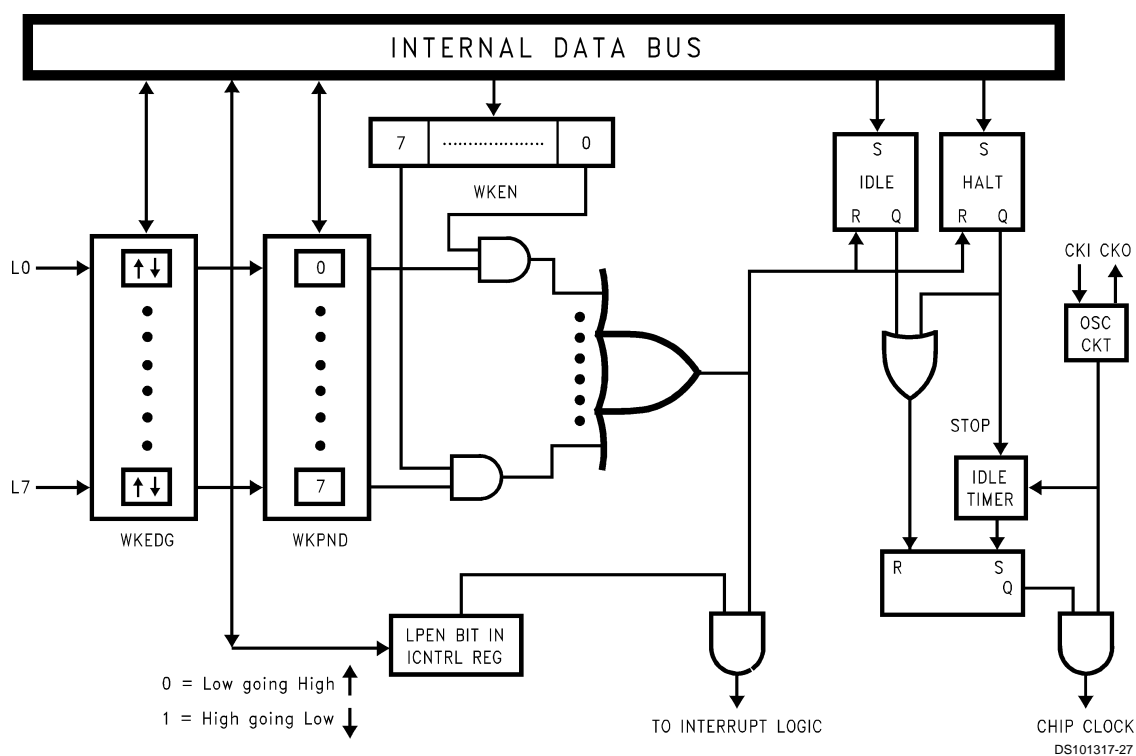 INTERNAL DATA BUS
7 ..................... 0
WKEN
S
IDLE
R Q
S
HALT
R Q
CKI CKO
OSC
CKT
L0
↑↓
0
L7
↑↓
7
WKEDG
WKPND
STOP
IDLE
TIMER
R S
Q
LPEN BIT IN
ICNTRL REG
0 = Low going High ↑
1 = High going Low ↓
TO INTERRUPT LOGIC
CHIP CLOCK
DS101317-27